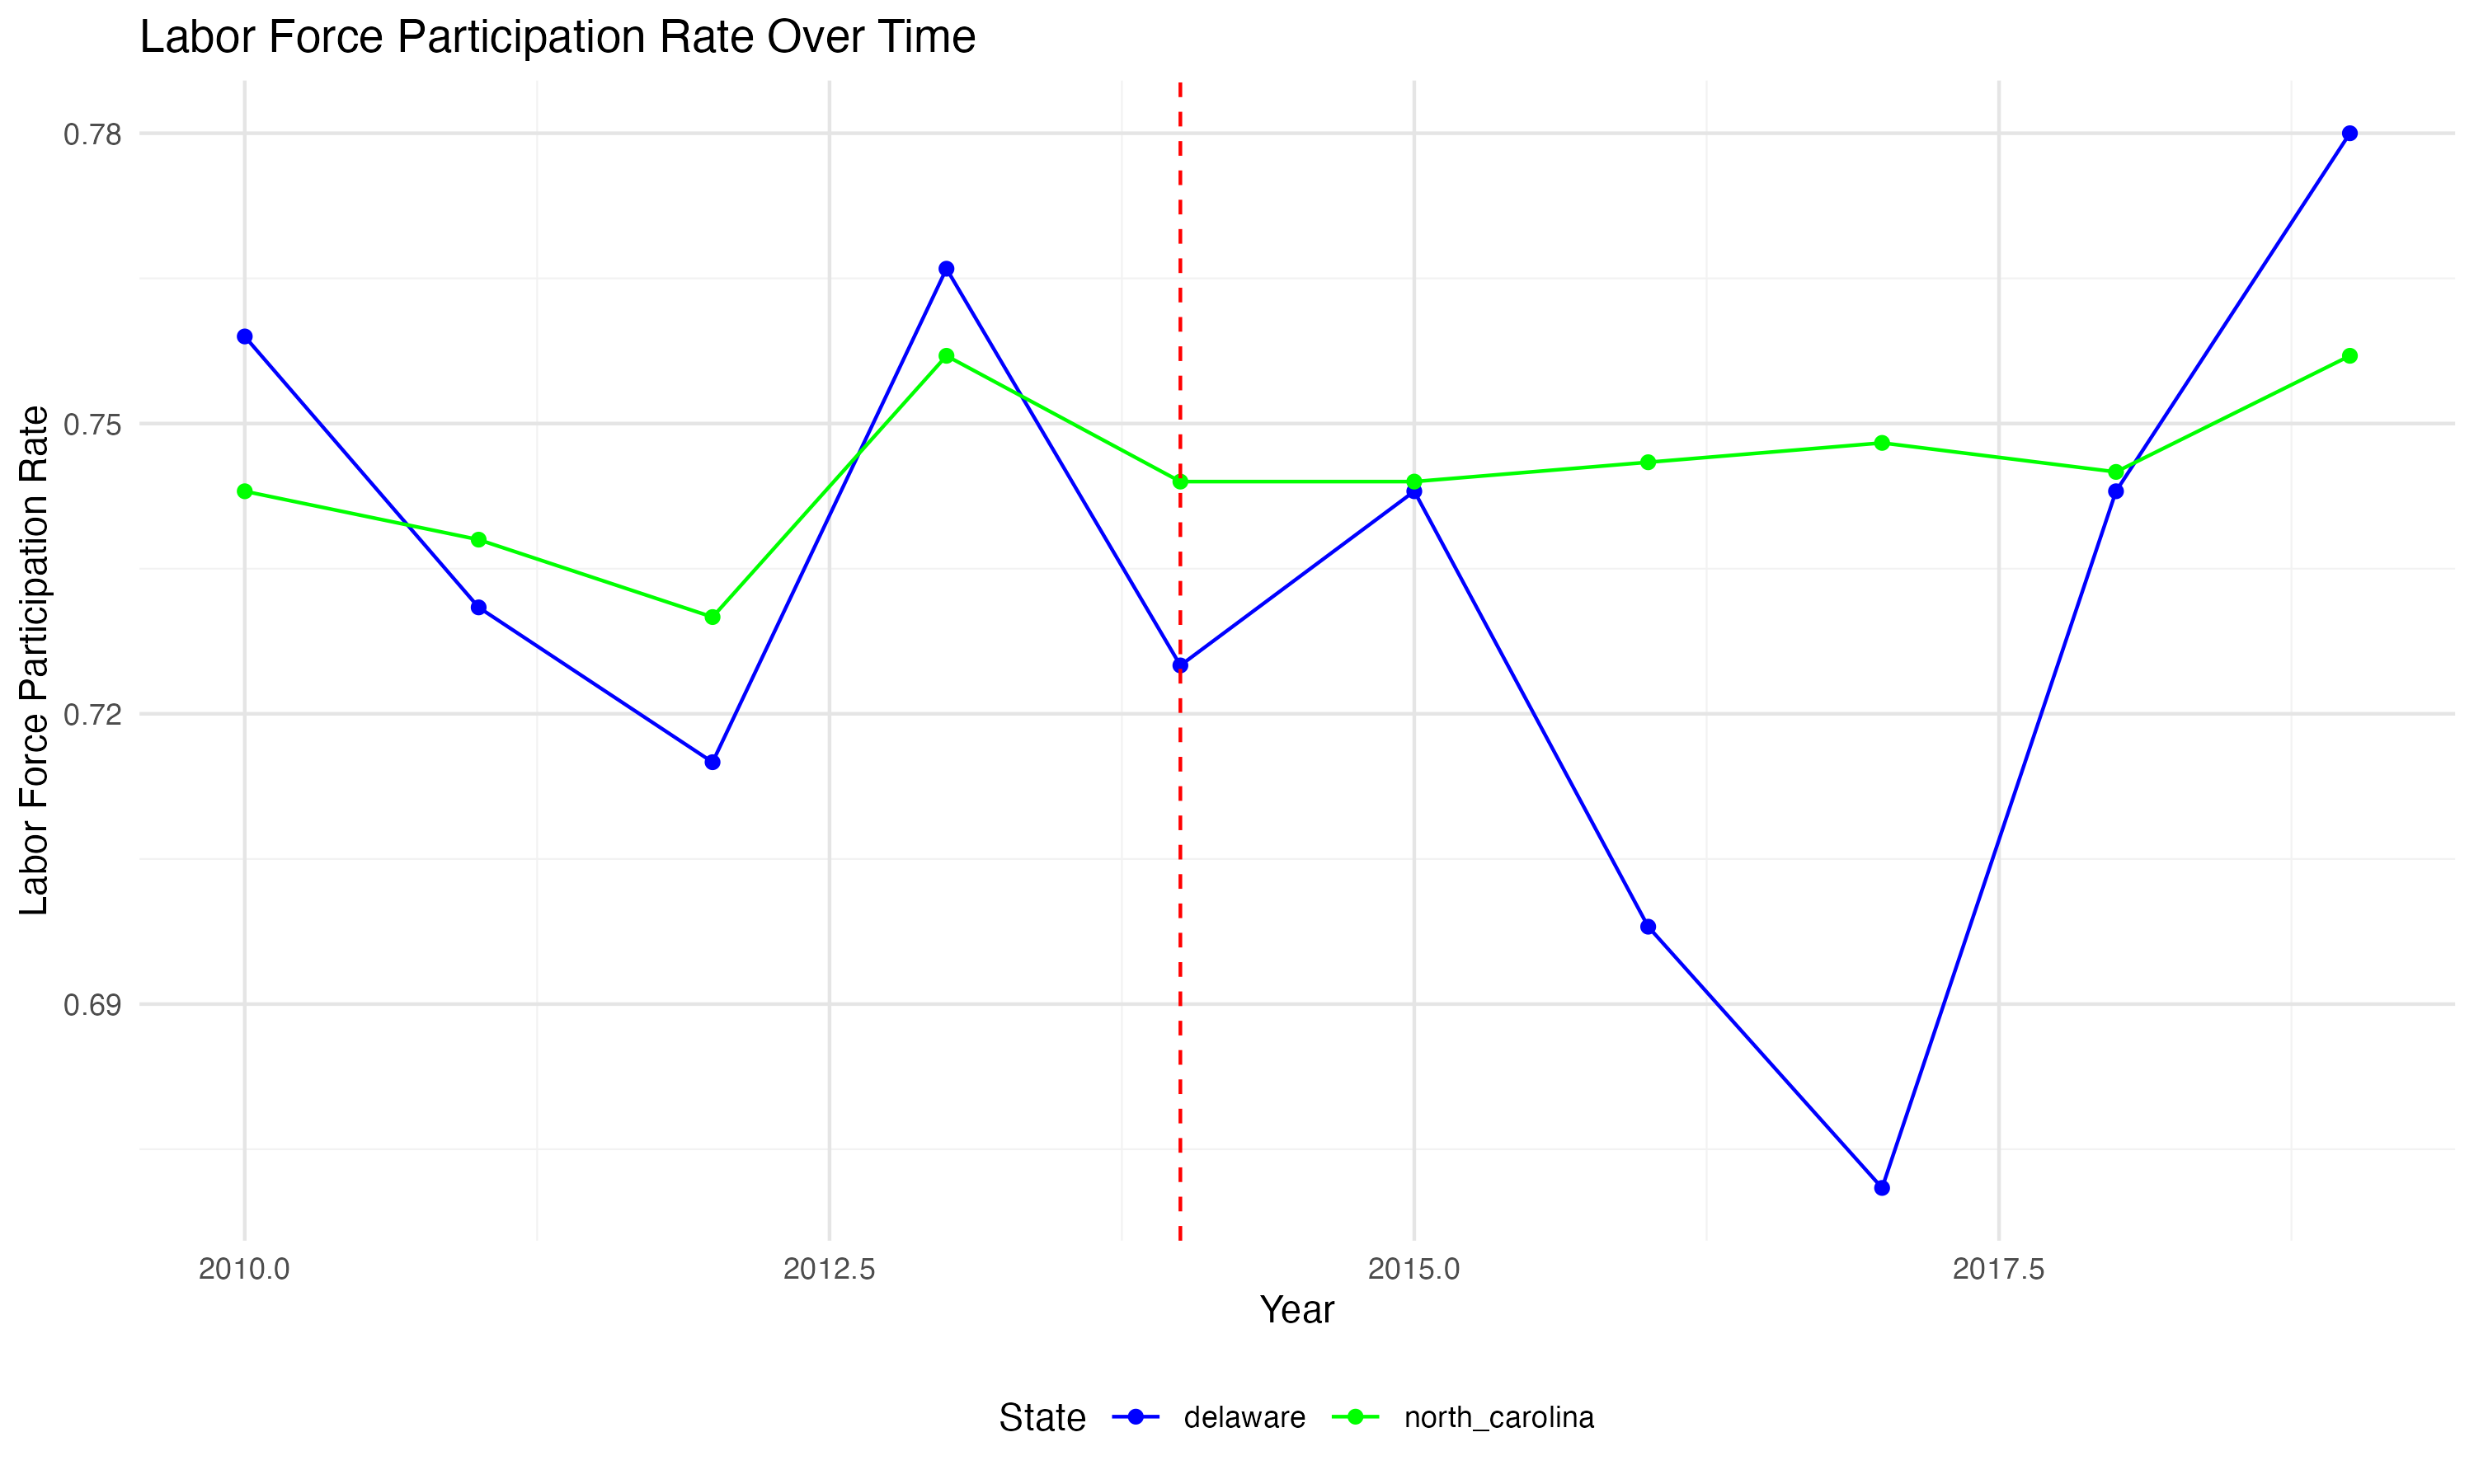 Labor Force Participation Rate Over Time
Labor Force Participation Rate
0.78
0.75
0.72
0.69
2010.0 2012.5 2015.0 2017.5
Year
State delaware north_carolina